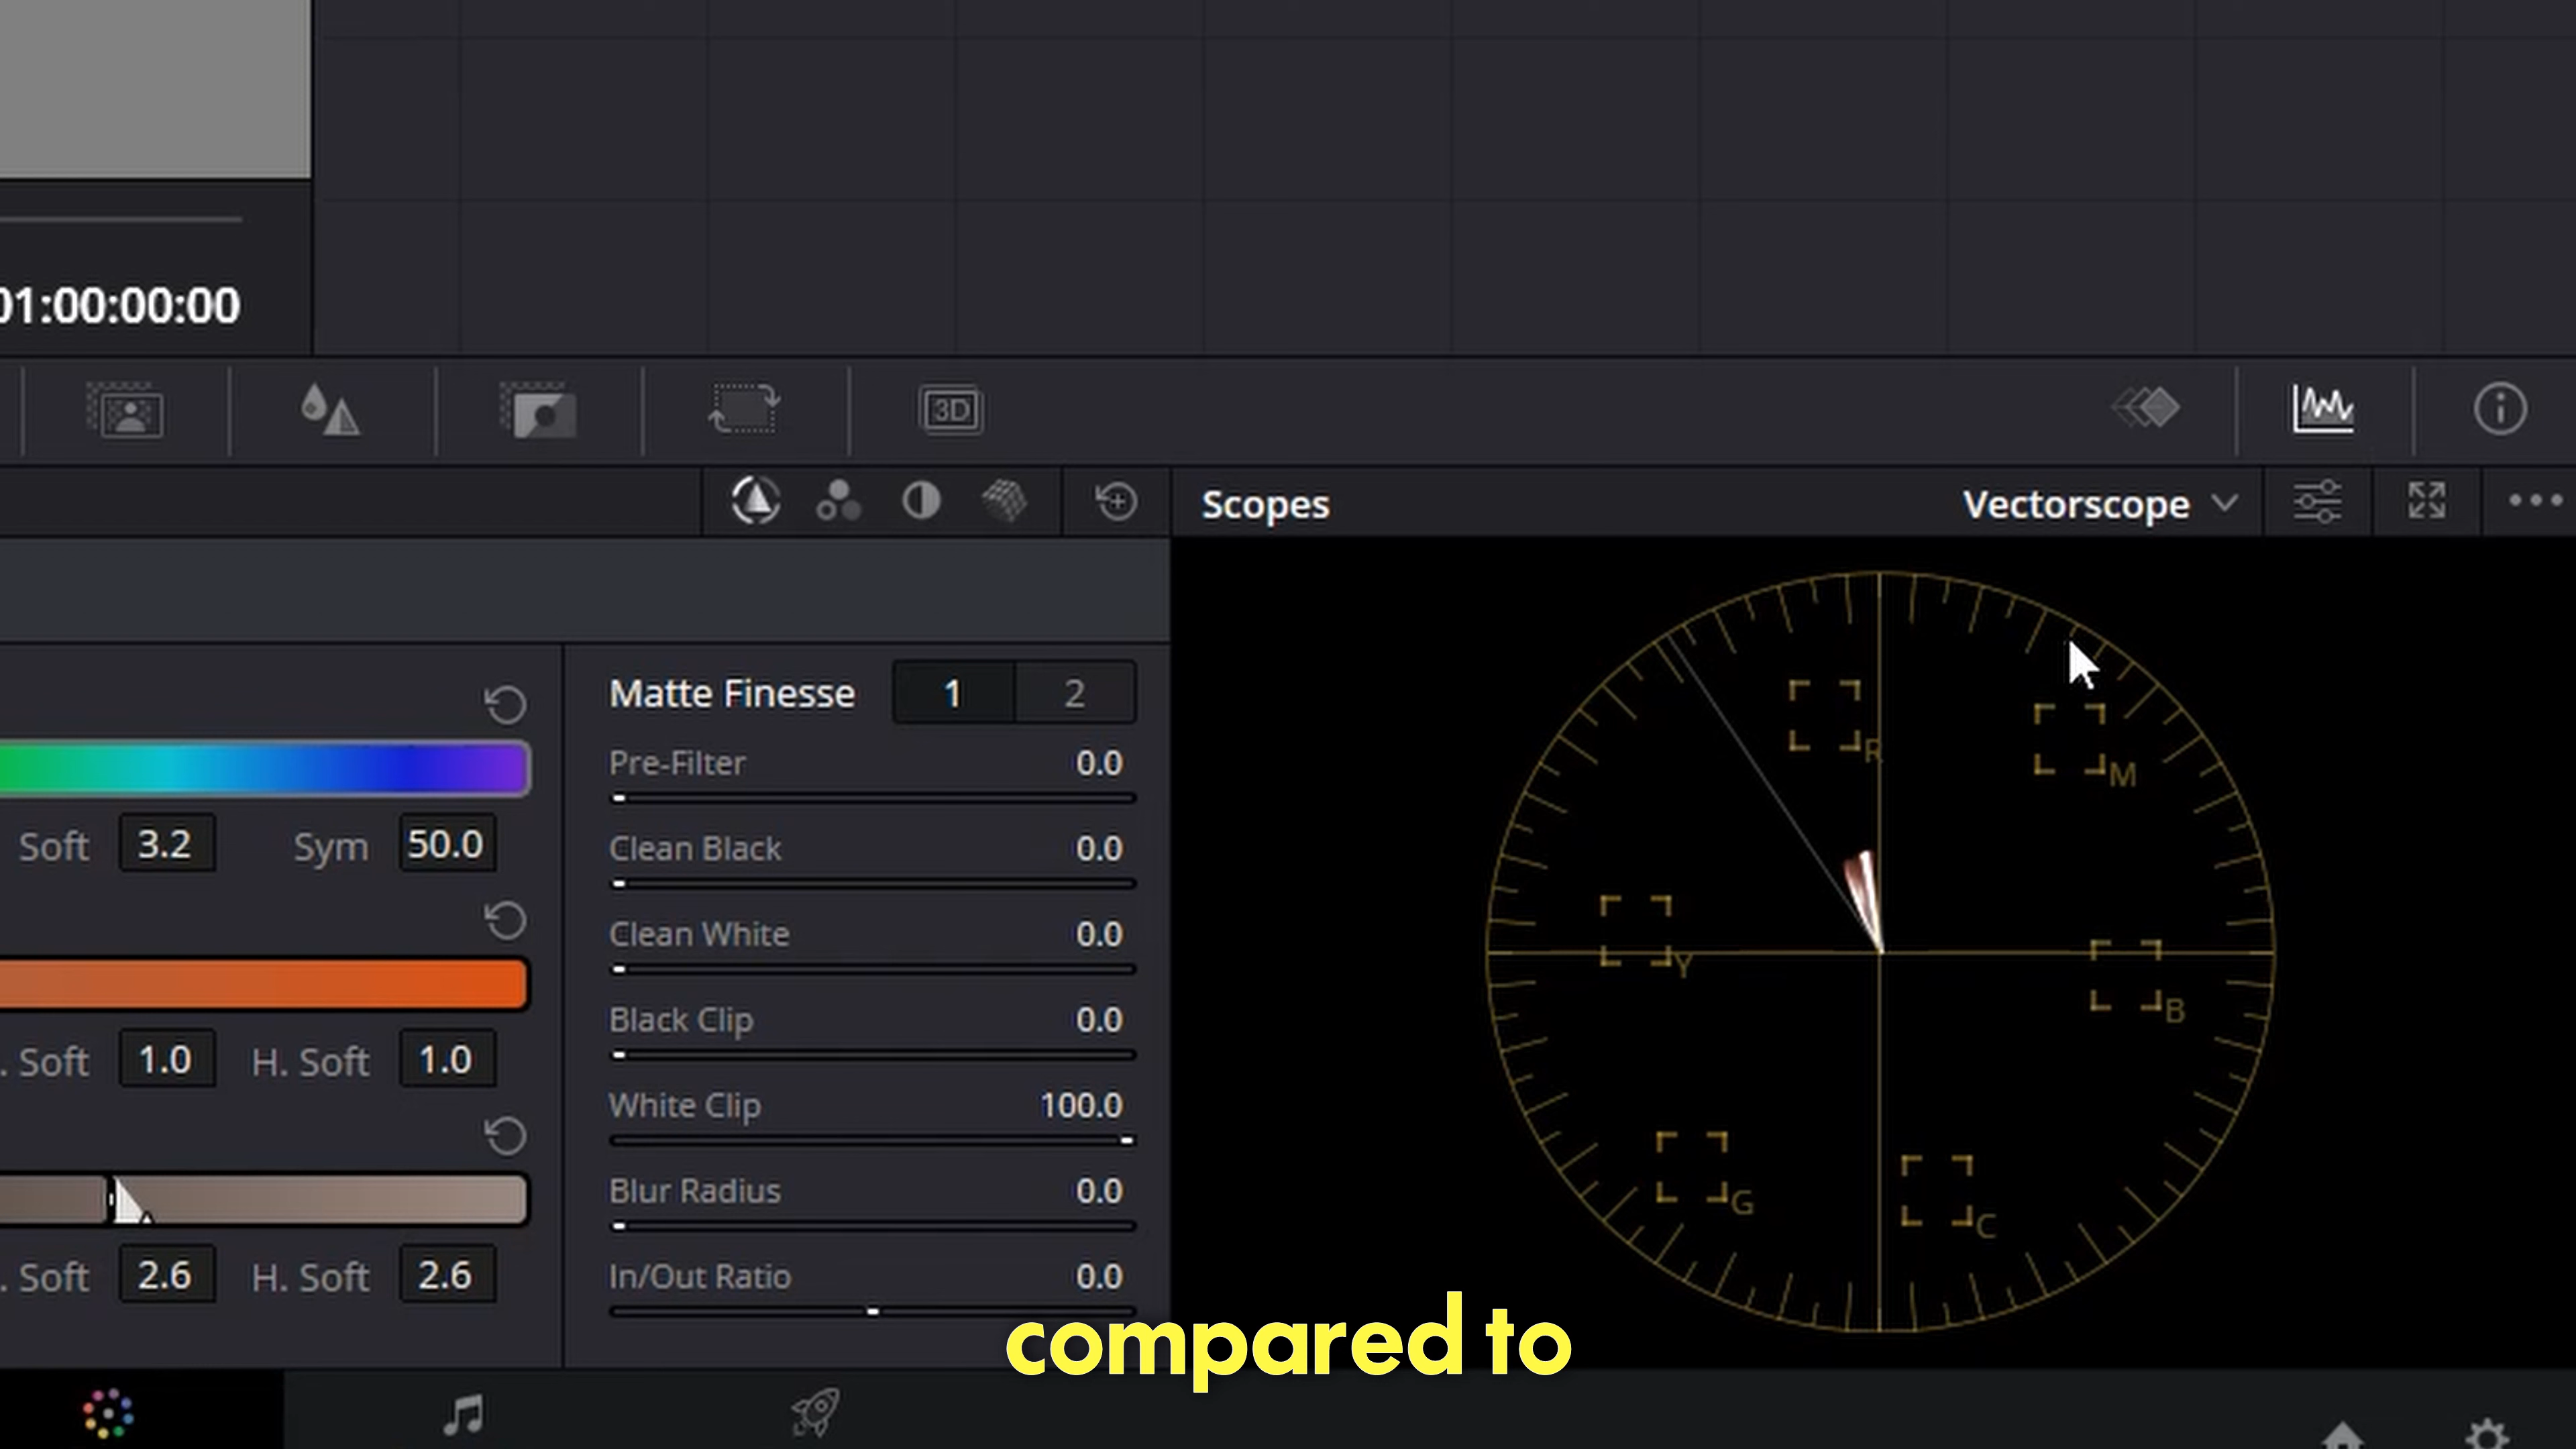 01:00:00:00
3D
Scopes
Vectorscope
Matte Finesse 1 2
Pre-Filter 0.0
Soft 3.2 Sym 50.0
Clean Black 0.0
Clean White 0.0
Black Clip 0.0
. Soft 1.0 H. Soft 1.0
White Clip 100.0
Blur Radius 0.0
. Soft 2.6 H. Soft 2.6
In/Out Ratio 0.0
R
M
Y
B
G
C
compared to